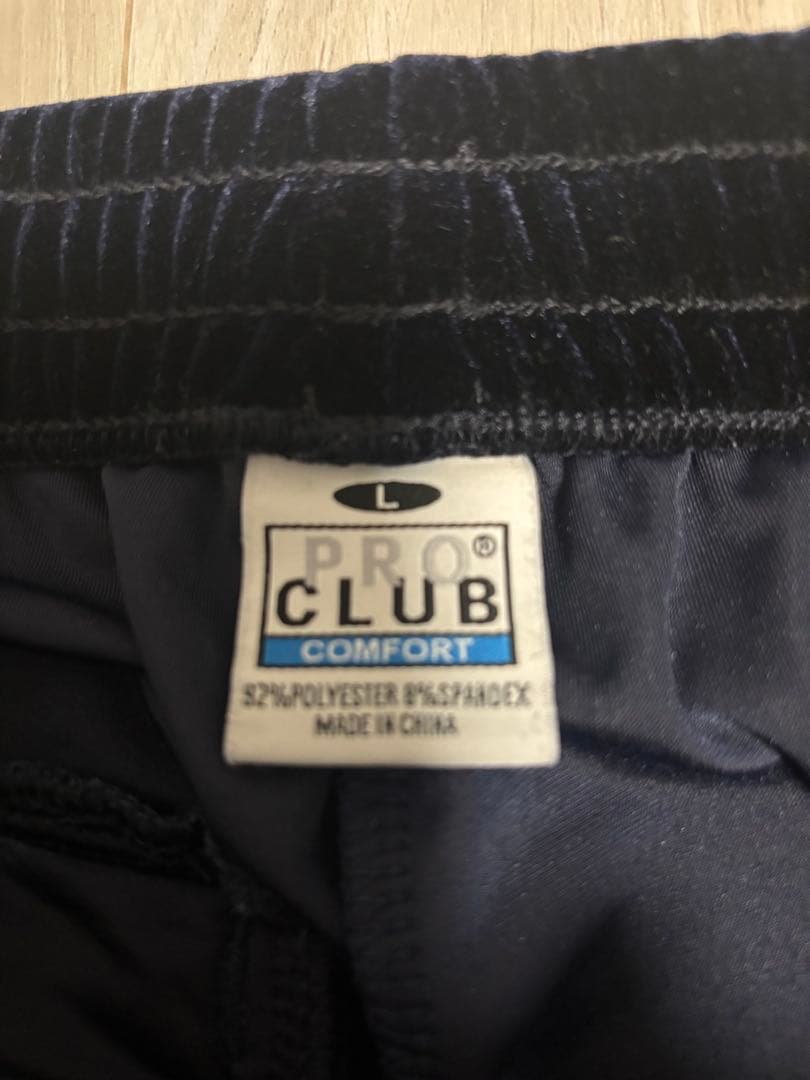 L
PRO®
CLUB
COMFORT
92%POLYESTER 8%SPANDEX
MADE IN CHINA